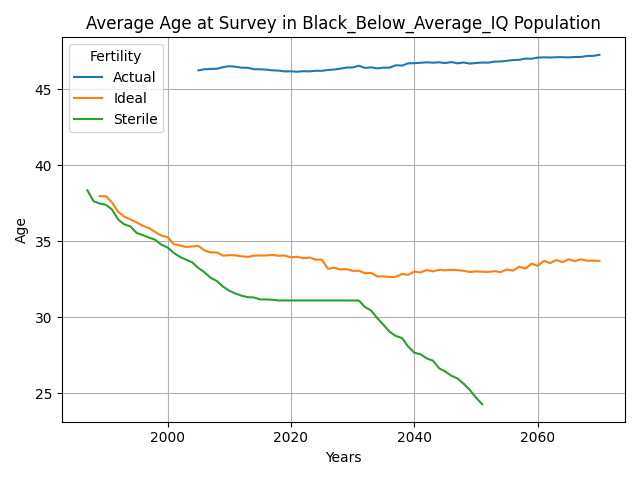 Average Age at Survey in Black_Below_Average_IQ Population
Fertility
Actual
Ideal
Sterile
Age
45
40
35
30
25
2000
2020
2040
2060
Years